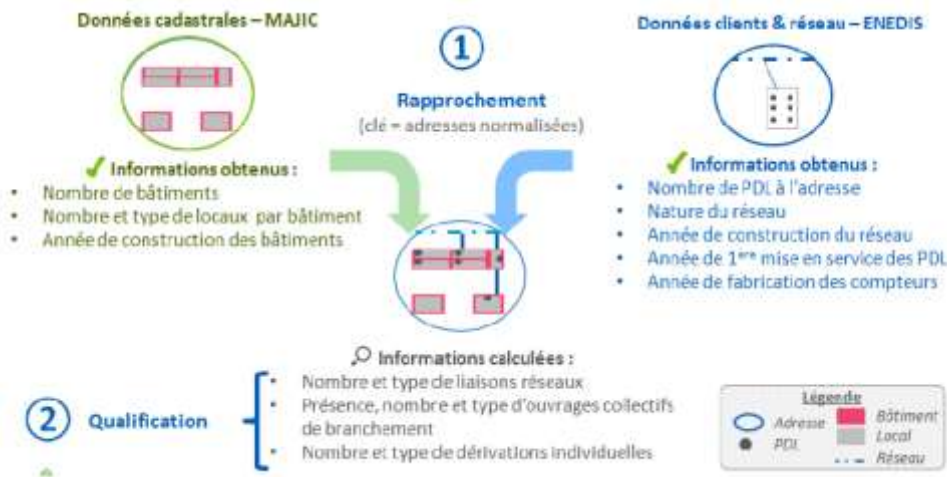 Données cadastrales – MAJIC
Informations obtenus :
Nombre de bâtiments
Nombre et type de locaux par bâtiment
Année de construction des bâtiments
1
Rapprochement
(clé = adresses normalisées)
Données clients & réseau – ENEDIS
Informations obtenus :
Nombre de PDL à l'adresse
Nature du réseau
Année de construction du réseau
Année de 1ère mise en service des PDL
Année de fabrication des compteurs
Informations calculées :
2
Qualification
Nombre et type de liaisons réseaux
Présence, nombre et type d'ouvrages collectifs
de branchement
Nombre et type de dérivations individuelles
Légende
Adresse
PDL
Bâtiment
Local
Réseau